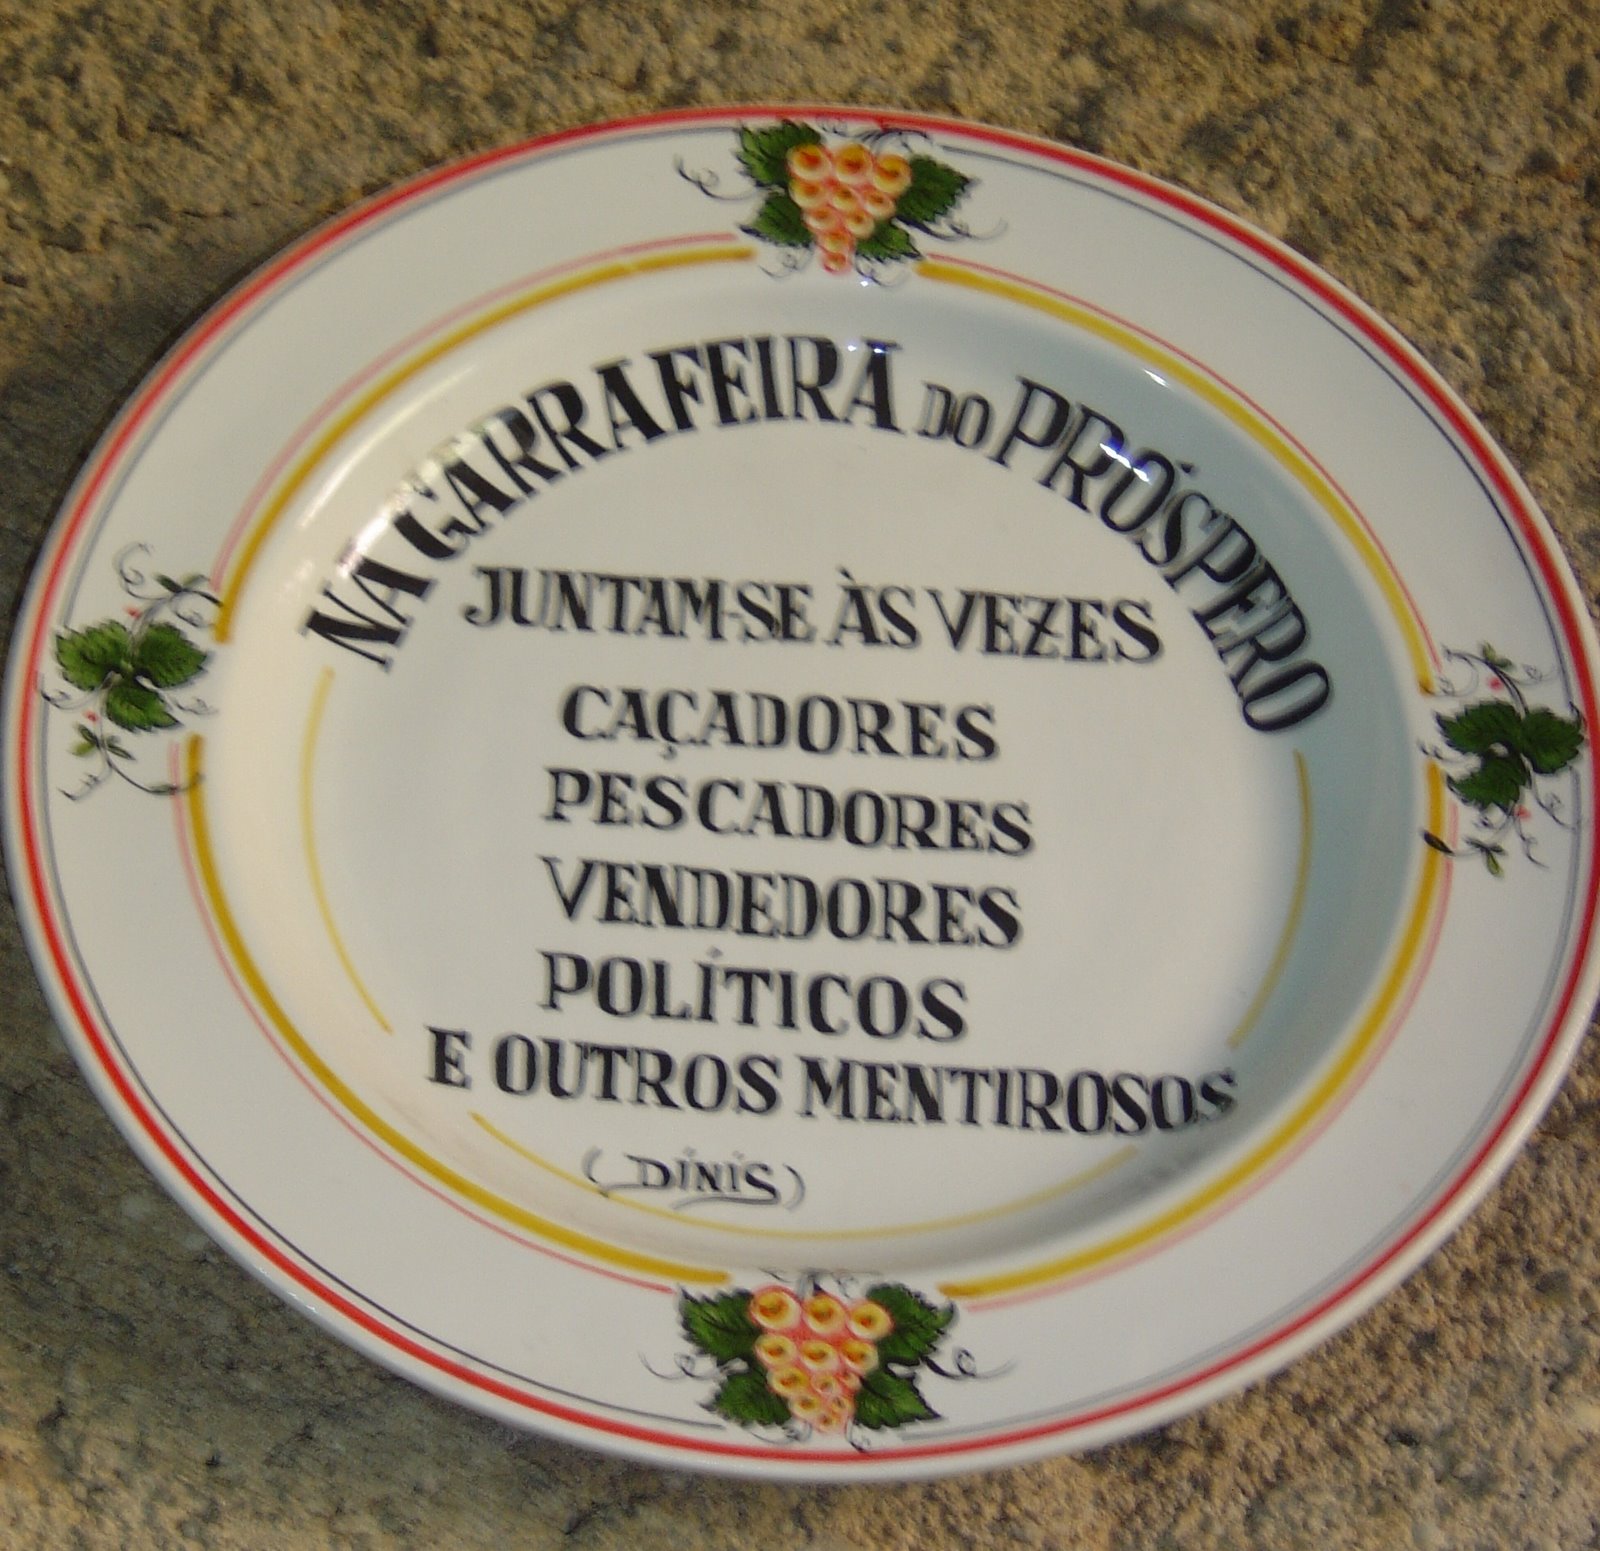 NA GARRAFEIRA DO PRÓSPERO
JUNTAM-SE ÀS VEZES
CAÇADORES
PESCADORES
VENDEDORES
POLÍTICOS
E OUTROS MENTIROSOS
(DINIS)